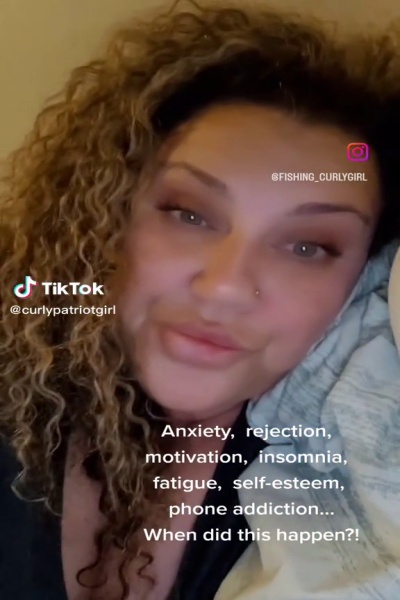 @FISHING_CURLYGIRL
TikTok
@curlypatriotgirl
Anxiety, rejection,
motivation, insomnia,
fatigue, self-esteem,
phone addiction...
When did this happen?!